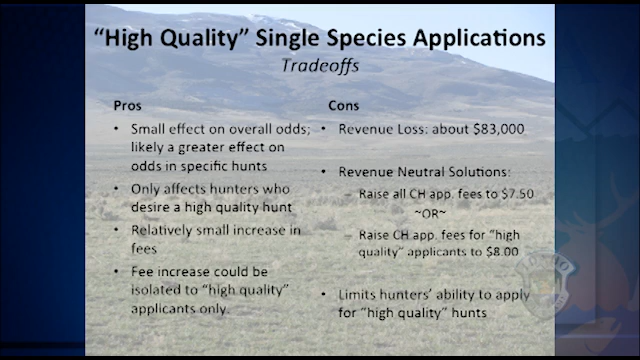 “High Quality” Single Species Applications
Tradeoffs
Pros
• Small effect on overall odds;
likely a greater effect on
odds in specific hunts
• Only affects hunters who
desire a high quality hunt
• Relatively small increase in
fees
• Fee increase could be
isolated to “high quality”
applicants only.
Cons
• Revenue Loss: about $83,000
• Revenue Neutral Solutions:
– Raise all CH app. fees to $7.50
~OR~
– Raise CH app. fees for “high
quality” applicants to $8.00
• Limits hunters’ ability to apply
for “high quality” hunts